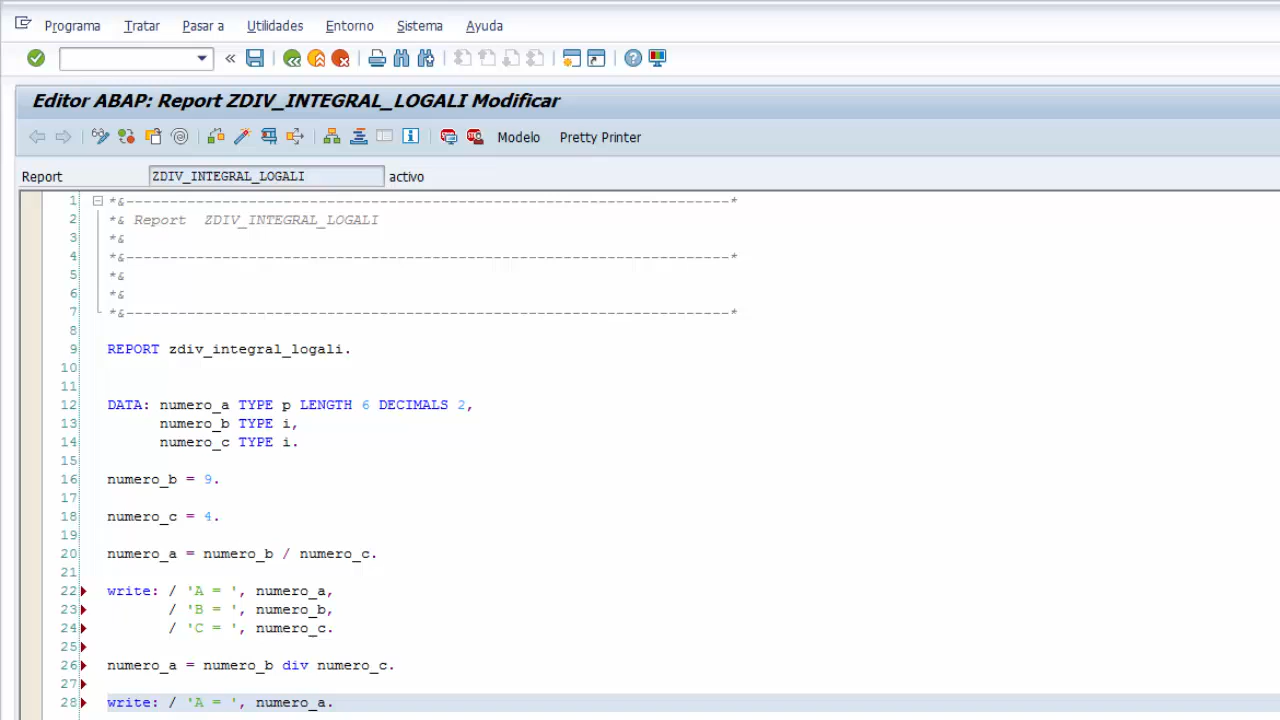 Programa Tratar Pasar a Utilidades Entorno Sistema Ayuda
Editor ABAP: Report ZDIV_INTEGRAL_LOGALI Modificar
Modelo Pretty Printer
Report ZDIV_INTEGRAL_LOGALI activo
1 *&---------------------------------------------------------------------*
2 *& Report  ZDIV_INTEGRAL_LOGALI
3 *&
4 *&---------------------------------------------------------------------*
5 *&
6 *&
7 *&---------------------------------------------------------------------*
8
9 REPORT zdiv_integral_logali.
10
11
12 DATA: numero_a TYPE p LENGTH 6 DECIMALS 2,
13       numero_b TYPE i,
14       numero_c TYPE i.
15
16 numero_b = 9.
17
18 numero_c = 4.
19
20 numero_a = numero_b / numero_c.
21
22 write: / 'A = ', numero_a,
23        / 'B = ', numero_b,
24        / 'C = ', numero_c.
25
26 numero_a = numero_b div numero_c.
27
28 write: / 'A = ', numero_a.